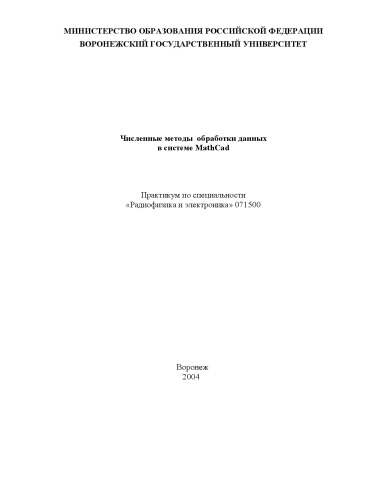 МИНИСТЕРСТВО ОБРАЗОВАНИЯ РОССИЙСКОЙ ФЕДЕРАЦИИ
ВОРОНЕЖСКИЙ ГОСУДАРСТВЕННЫЙ УНИВЕРСИТЕТ
Численные методы обработки данных
в системе MathCad
Практикум по специальности
«Радиофизика и электроника» 071500
Воронеж
2004